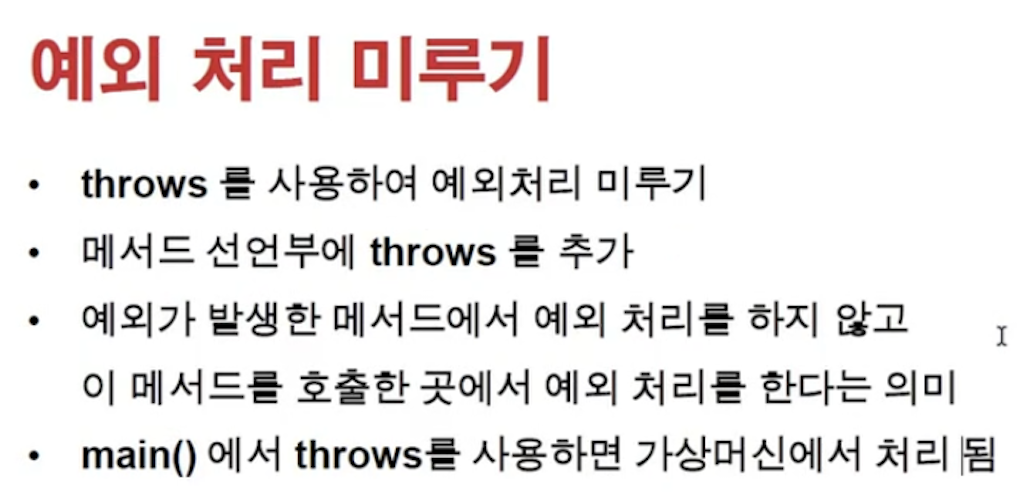 예외 처리 미루기
• throws 를 사용하여 예외처리 미루기
• 메서드 선언부에 throws 를 추가
• 예외가 발생한 메서드에서 예외 처리를 하지 않고
이 메서드를 호출한 곳에서 예외 처리를 한다는 의미
• main() 에서 throws를 사용하면 가상머신에서 처리 됨